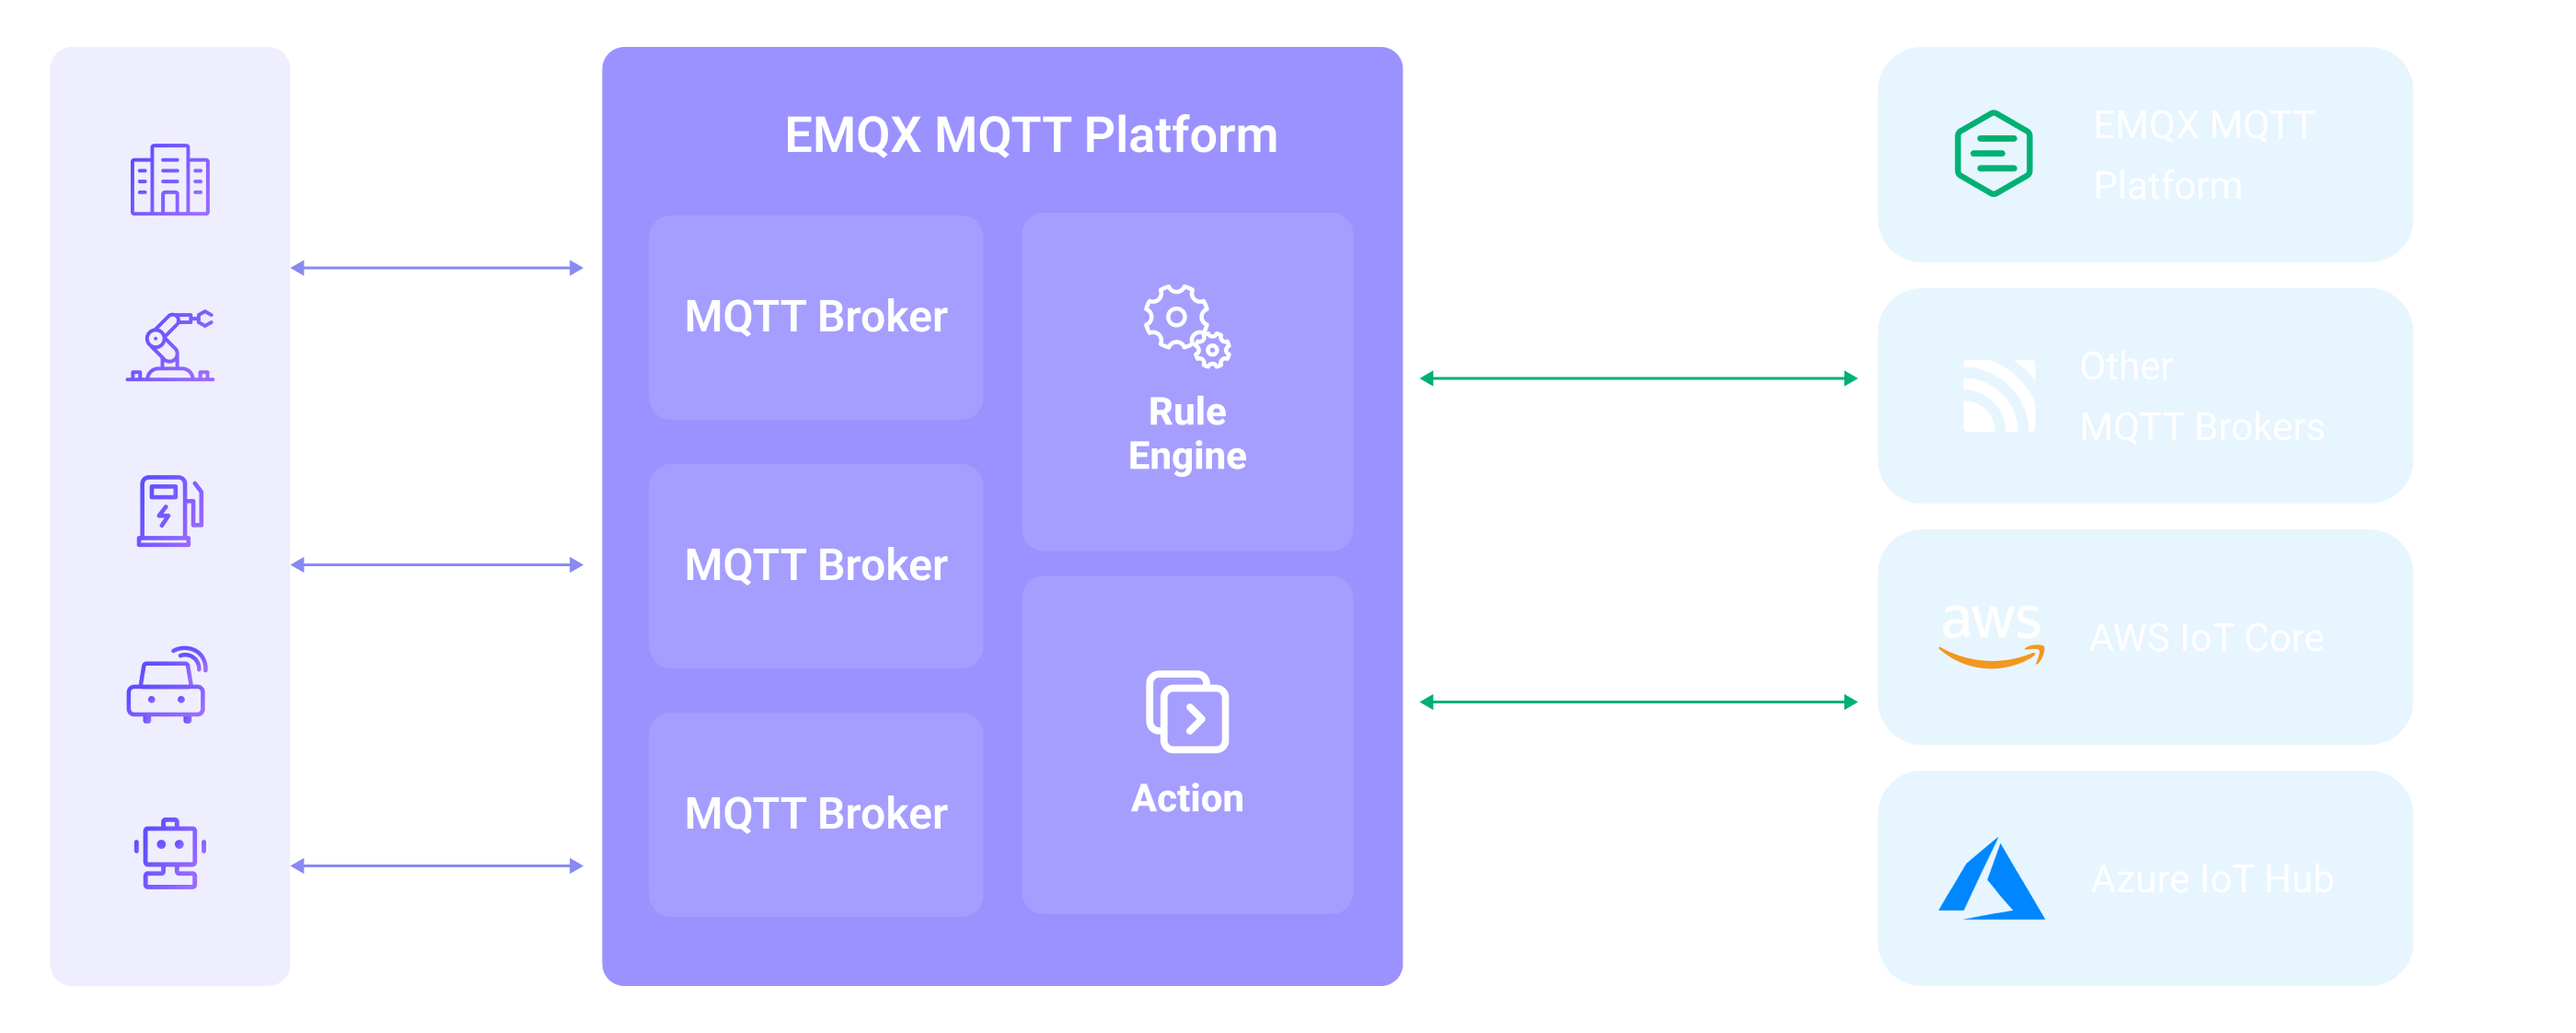 EMQX MQTT Platform
MQTT Broker
MQTT Broker
MQTT Broker
Rule
Engine
Action
EMQX MQTT
Platform
Other
MQTT Brokers
aws
AWS IoT Core
Azure IoT Hub